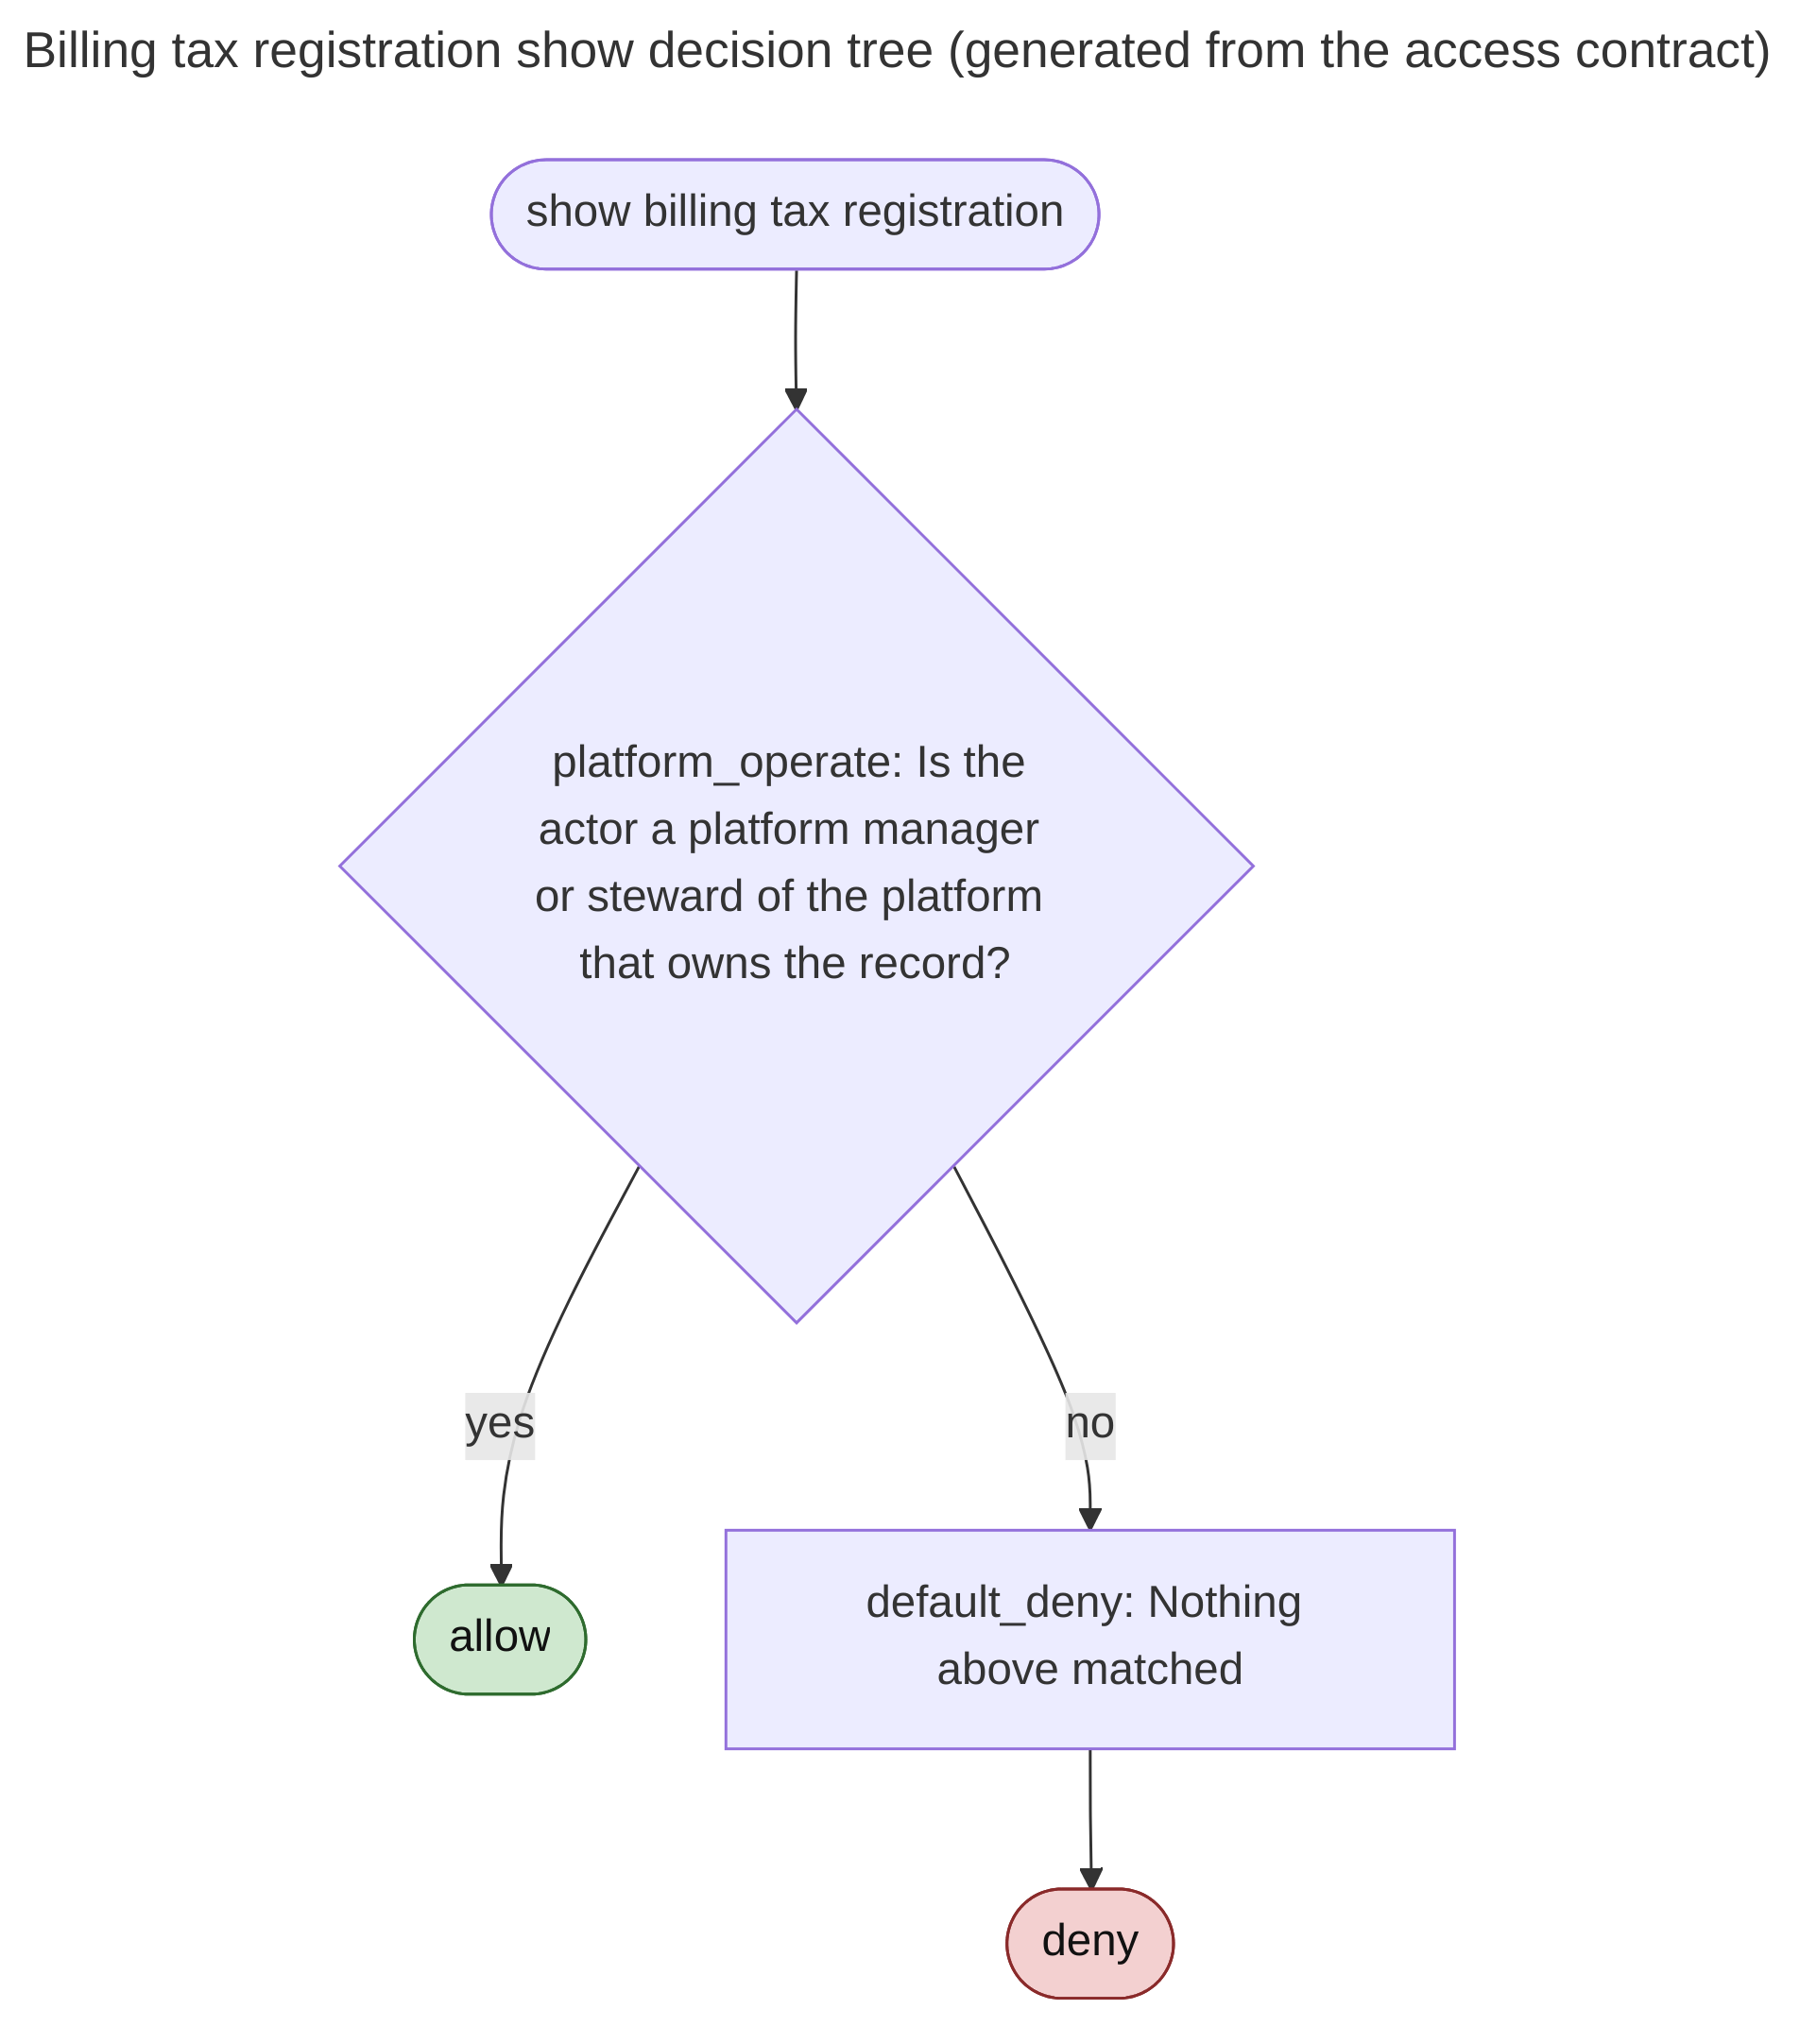 Billing tax registration show decision tree (generated from the access contract)
show billing tax registration
platform_operate: Is the
actor a platform manager
or steward of the platform
that owns the record?
yes
no
allow
default_deny: Nothing
above matched
deny